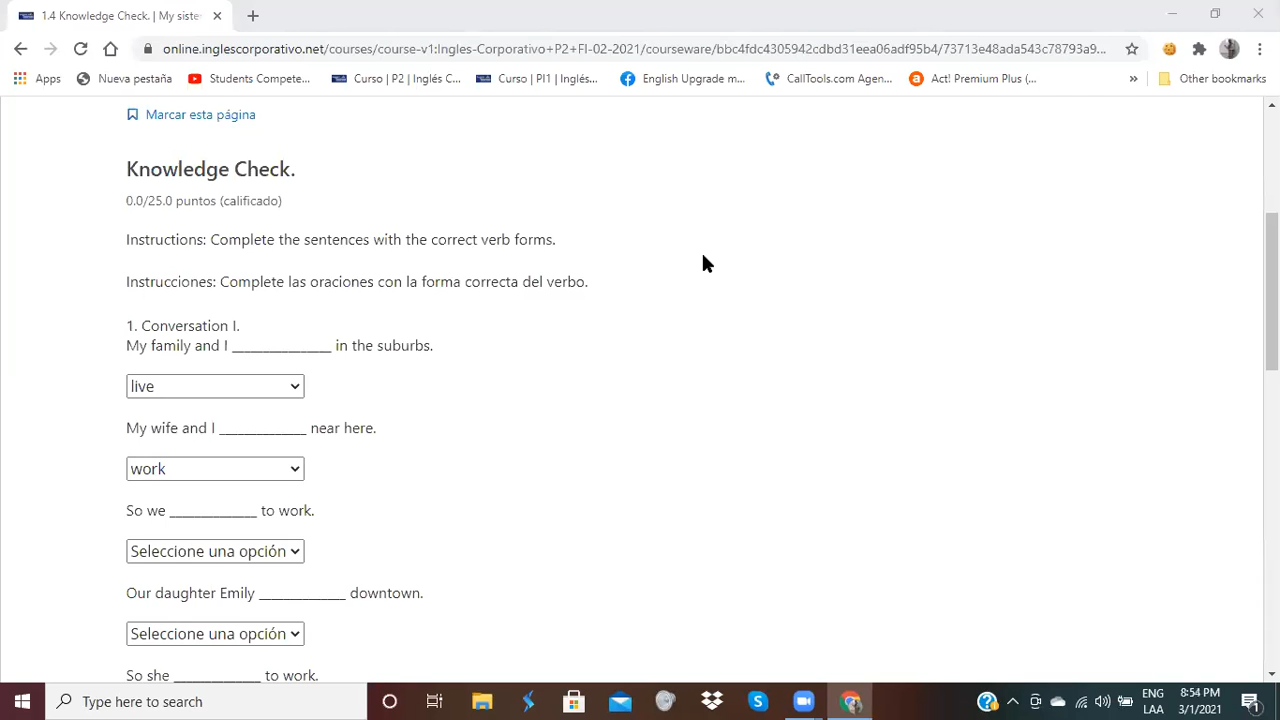 1.4 Knowledge Check. | My siste
online.inglescorporativo.net/courses/course-v1:Ingles-Corporativo+P2+FI-02-2021/courseware/bbc4fdc4305942cdbd31eea06adf95b4/73713e48ada543c78793a9...
Apps Nueva pestaña Students Compete... Curso | P2 | Inglés C... Curso | PI1 | Inglés... English Upgrade m... CallTools.com Agen... Act! Premium Plus (... » Other bookmarks
Marcar esta página
Knowledge Check.
0.0/25.0 puntos (calificado)
Instructions: Complete the sentences with the correct verb forms.
Instrucciones: Complete las oraciones con la forma correcta del verbo.
1. Conversation I.
My family and I ______________ in the suburbs.
live
My wife and I ____________ near here.
work
So we ____________ to work.
Seleccione una opción
Our daughter Emily ____________ downtown.
Seleccione una opción
So she ____________ to work.
Type here to search
ENG 8:54 PM
LAA 3/1/2021 1